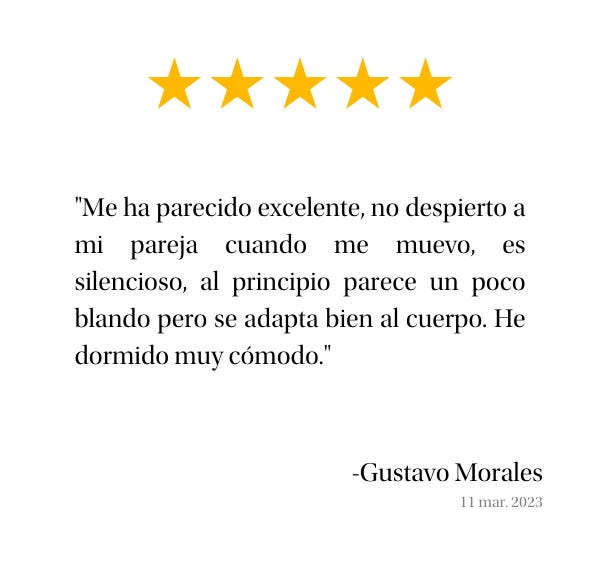 "Me ha parecido excelente, no despierto a
mi pareja cuando me muevo, es
silencioso, al principio parece un poco
blando pero se adapta bien al cuerpo. He
dormido muy cómodo."
-Gustavo Morales
11 mar. 2023